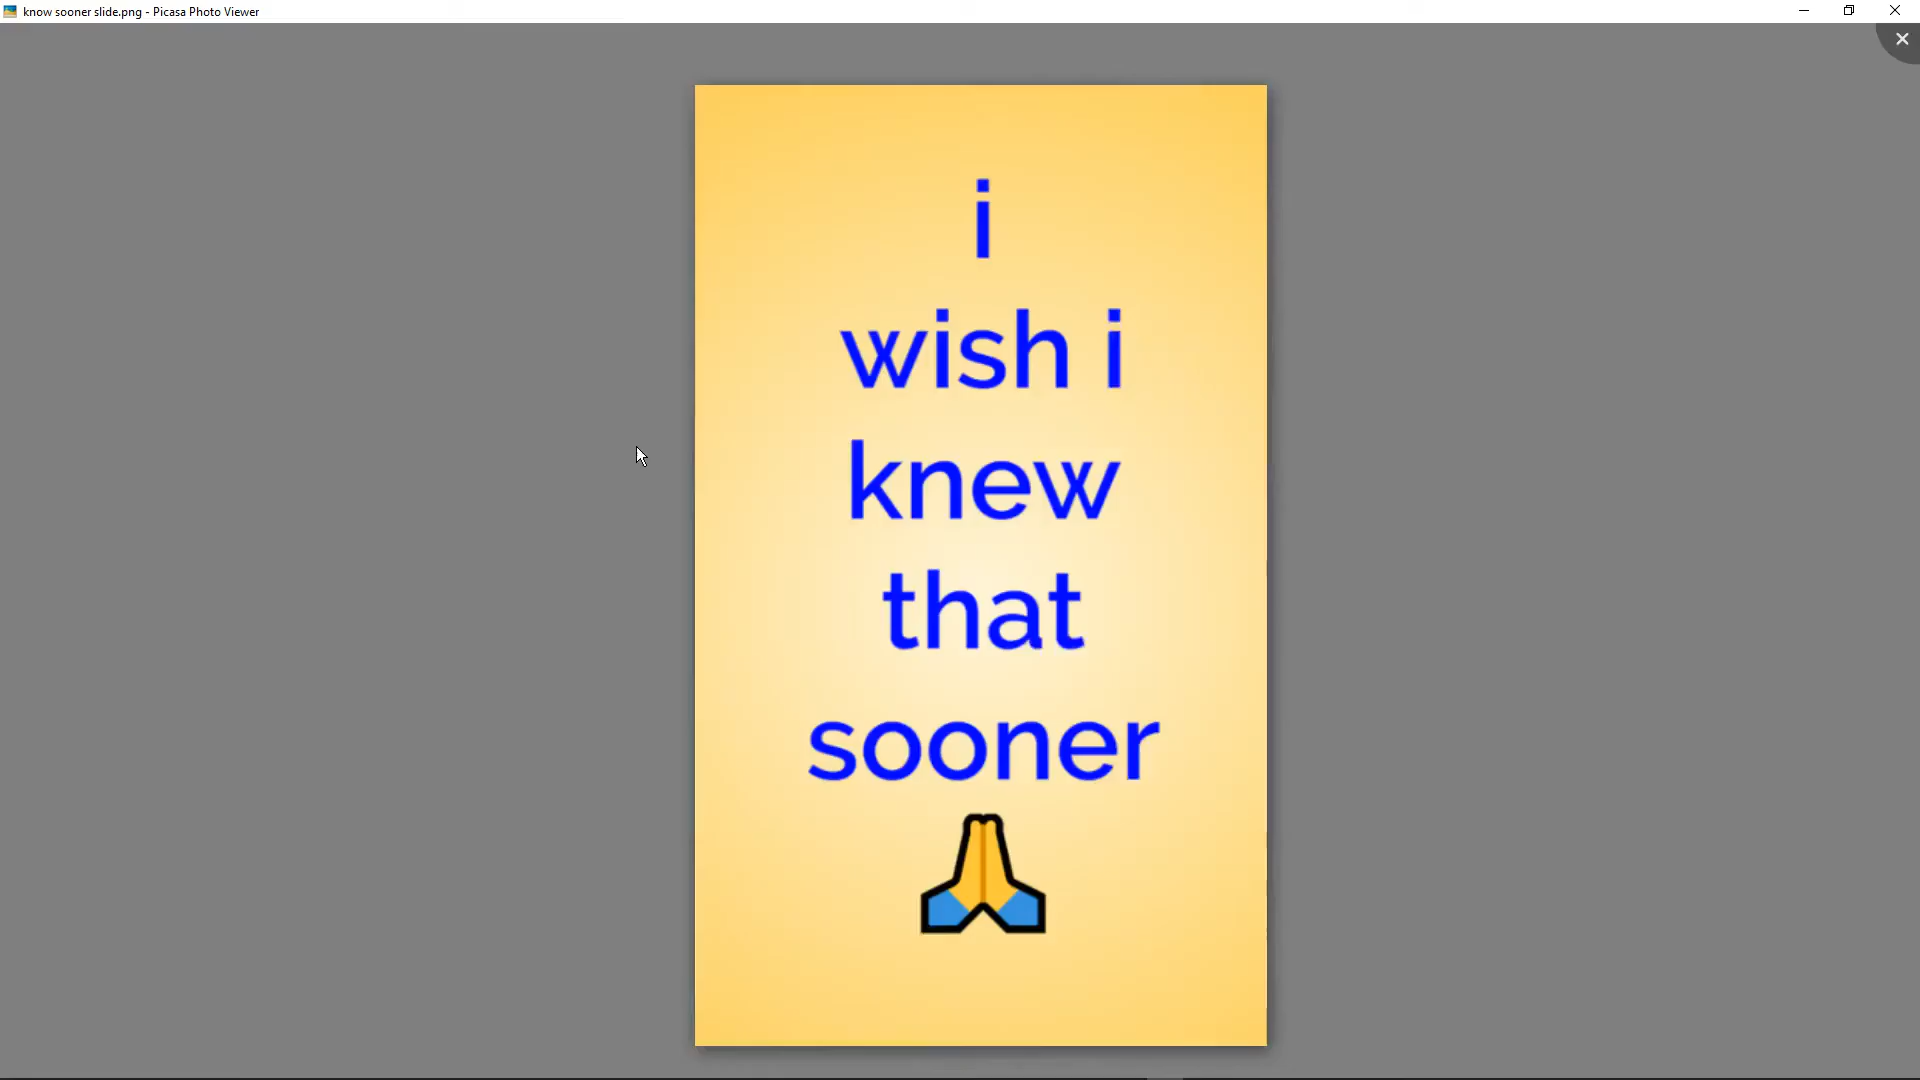 know sooner slide.png - Picasa Photo Viewer
i
wish i
knew
that
sooner
🙏